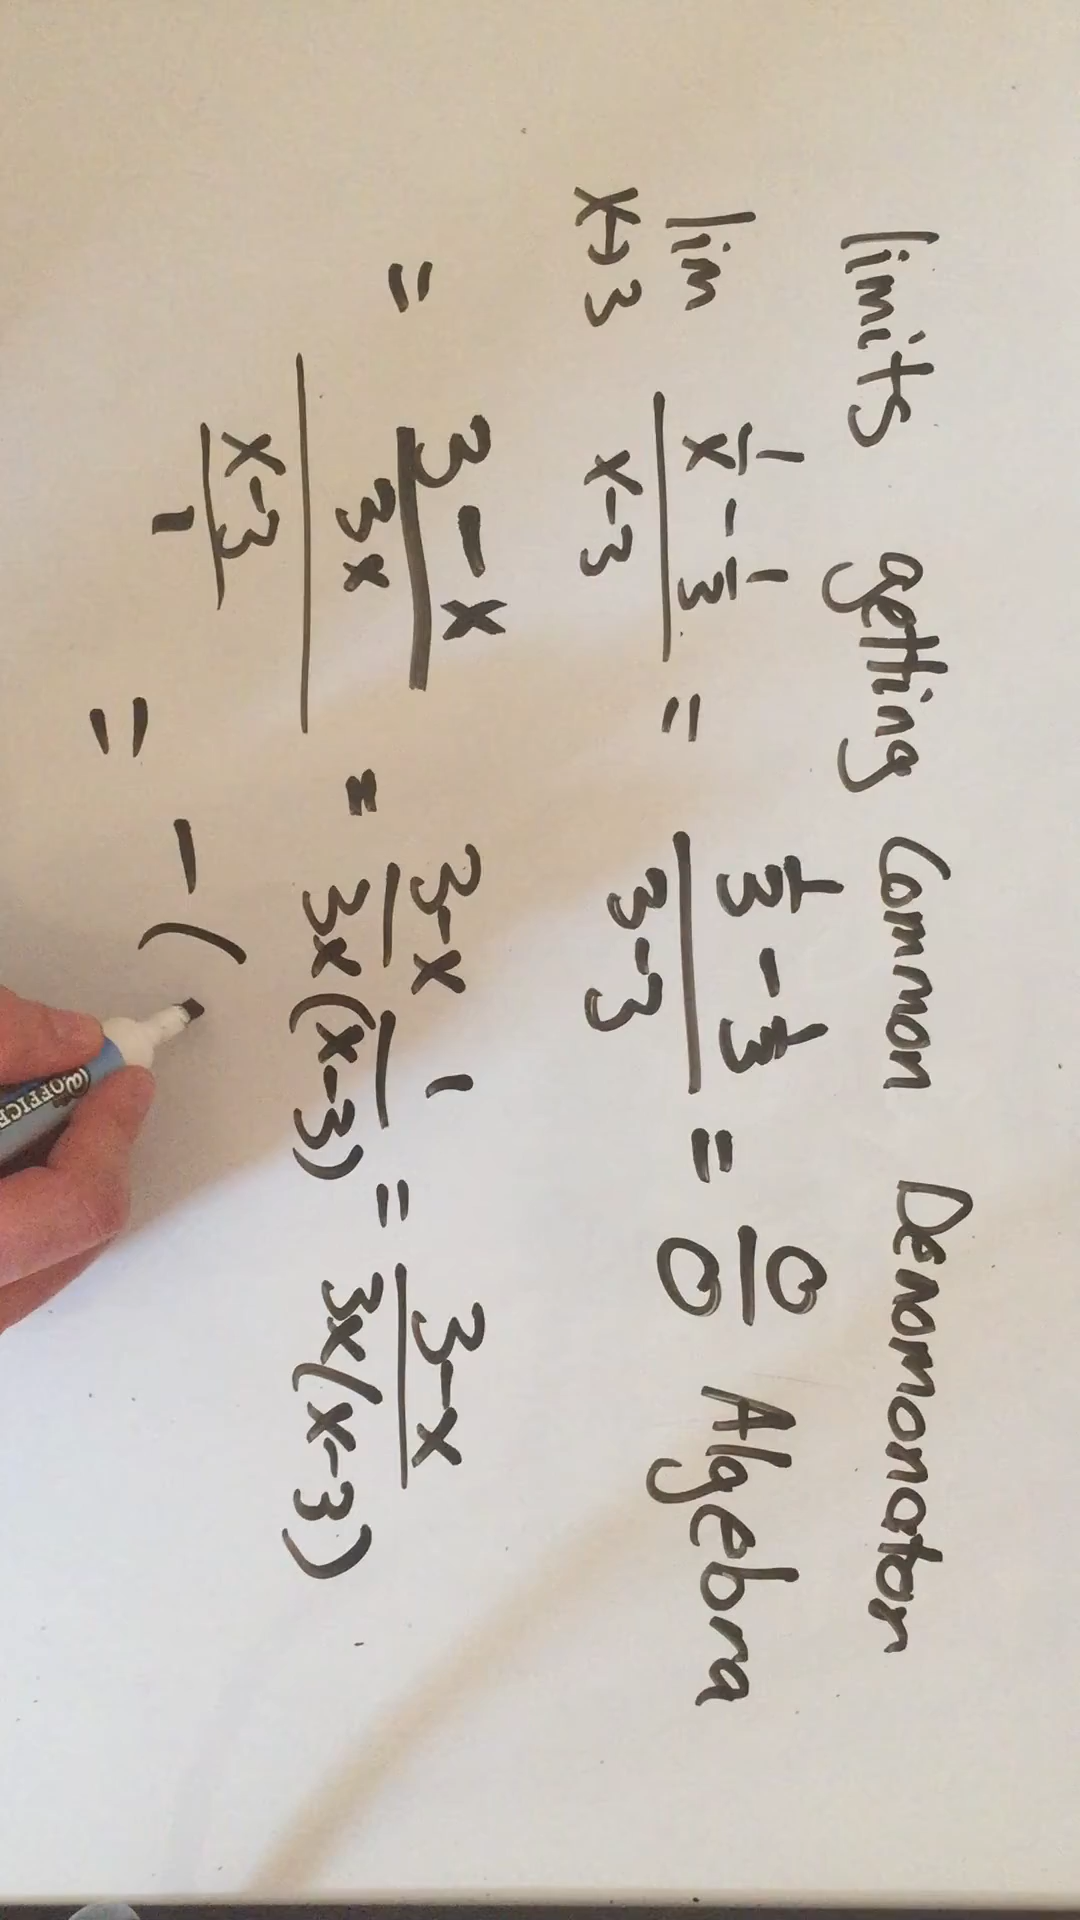 limits getting Common Denomonator
lim x→3 (1/x - 1/3)/(x-3) = (1/3 - 1/3)/(3-3) = 0/0 Algebra
= ((3-x)/3x)/((x-3)/1) = (3-x)/3x 1/(x-3) = (3-x)/(3x(x-3))
= -(
@OFFICE